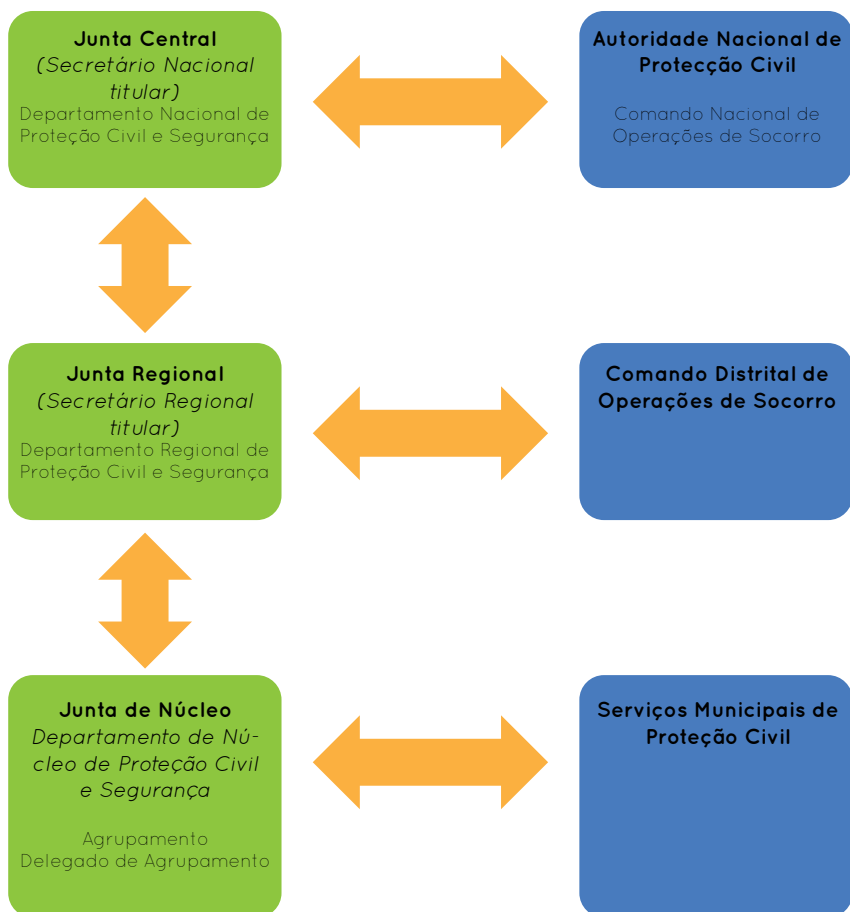 Junta Central
(Secretário Nacional
titular)
Departamento Nacional de
Proteção Civil e Segurança
Autoridade Nacional de
Protecção Civil
Comando Nacional de
Operações de Socorro
Junta Regional
(Secretário Regional
titular)
Departamento Regional de
Proteção Civil e Segurança
Comando Distrital de
Operações de Socorro
Junta de Núcleo
Departamento de Nú-
cleo de Proteção Civil
e Segurança
Agrupamento
Delegado de Agrupamento
Serviços Municipais de
Proteção Civil